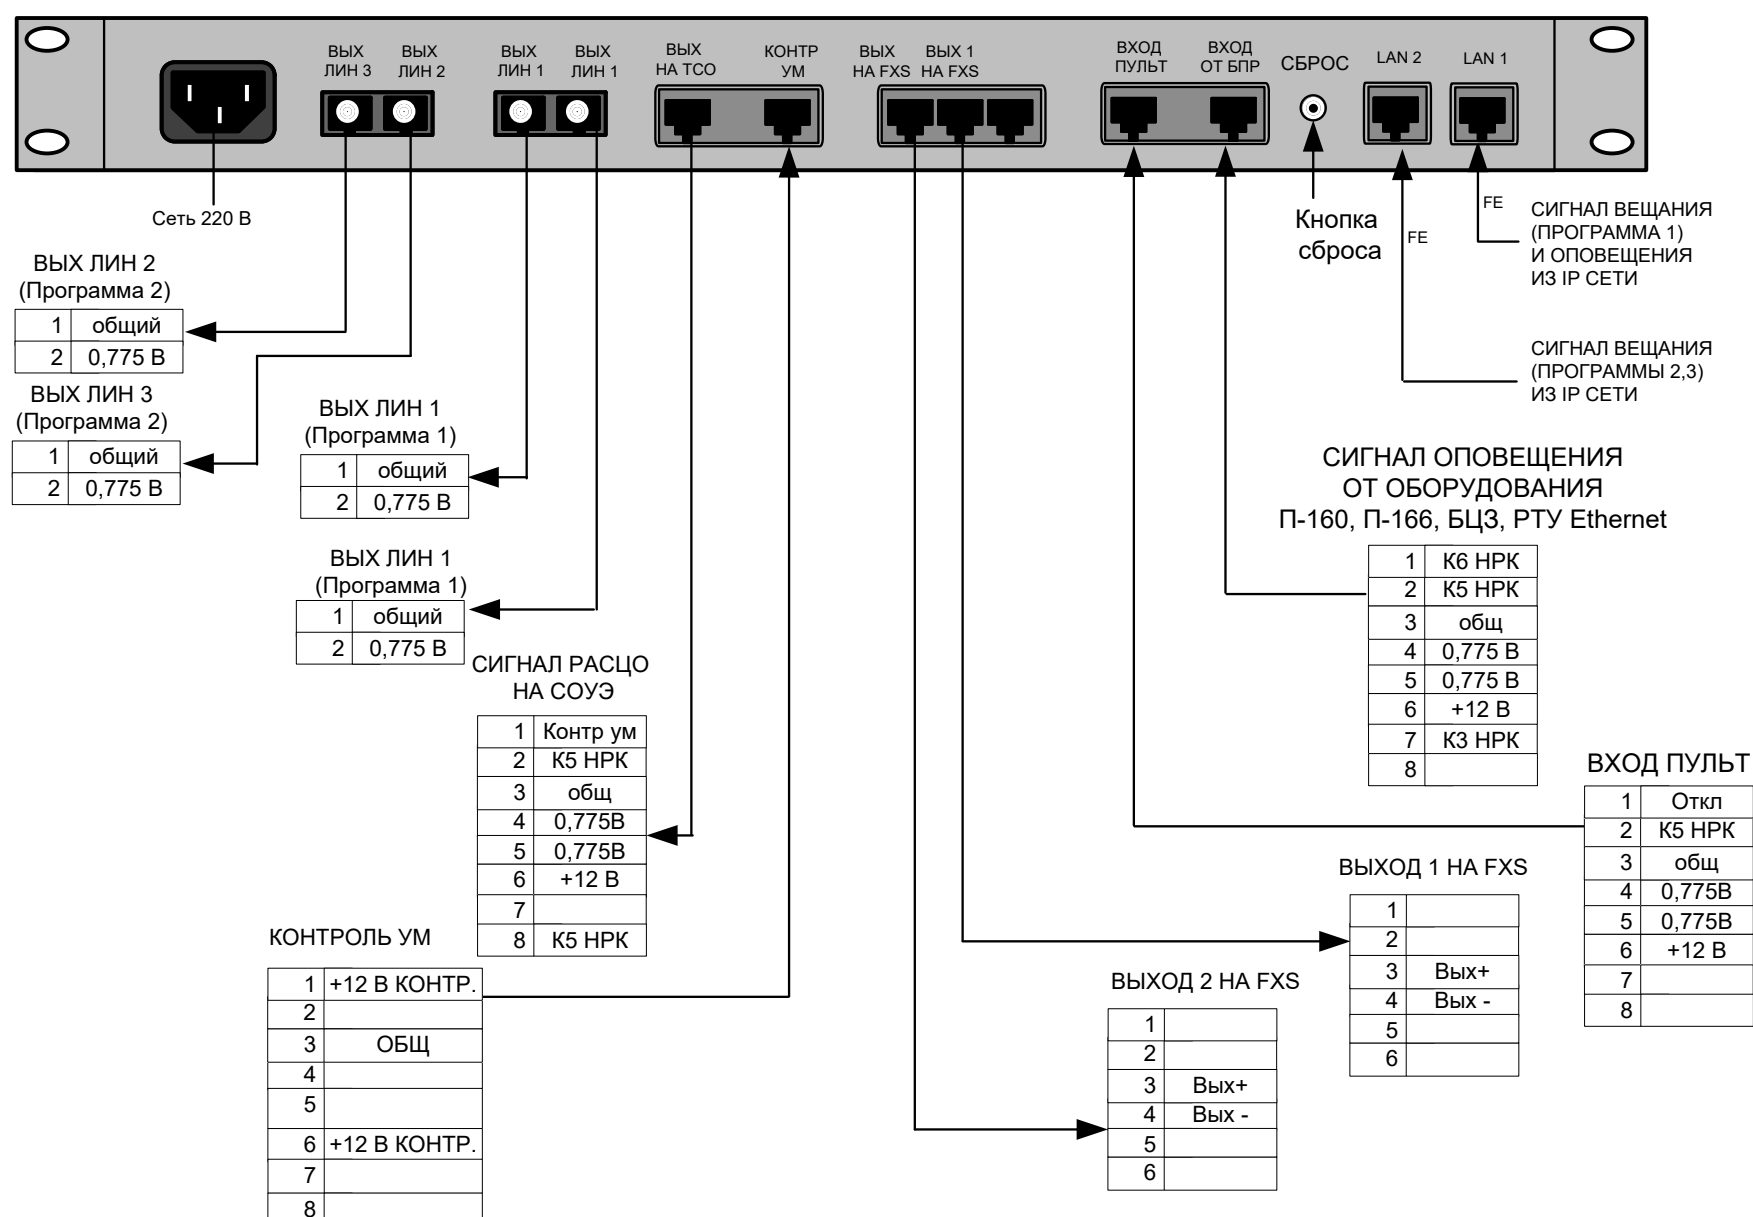 ВЫХ
ЛИН 3
ВЫХ
ЛИН 2
ВЫХ
ЛИН 1
ВЫХ
ЛИН 1
ВЫХ
НА ТСО
КОНТР
УМ
ВЫХ
НА FXS
ВЫХ 1
НА FXS
ВХОД
ПУЛЬТ
ВХОД
ОТ БПР
СБРОС
LAN 2
LAN 1
Сеть 220 В
Кнопка
сброса
FE
FE
СИГНАЛ ВЕЩАНИЯ
(ПРОГРАММА 1)
И ОПОВЕЩЕНИЯ
ИЗ IP СЕТИ
СИГНАЛ ВЕЩАНИЯ
(ПРОГРАММЫ 2,3)
ИЗ IP СЕТИ
ВЫХ ЛИН 2
(Программа 2)
1 общий
2 0,775 В
ВЫХ ЛИН 3
(Программа 2)
1 общий
2 0,775 В
ВЫХ ЛИН 1
(Программа 1)
1 общий
2 0,775 В
ВЫХ ЛИН 1
(Программа 1)
1 общий
2 0,775 В
СИГНАЛ РАСЦО
НА СОУЭ
1 Контр ум
2 К5 НРК
3 общ
4 0,775В
5 0,775В
6 +12 В
7
8 К5 НРК
КОНТРОЛЬ УМ
1 +12 В КОНТР.
2
3 ОБЩ
4
5
6 +12 В КОНТР.
7
8
СИГНАЛ ОПОВЕЩЕНИЯ
ОТ ОБОРУДОВАНИЯ
П-160, П-166, БЦЗ, РТУ Ethernet
1 К6 НРК
2 К5 НРК
3 общ
4 0,775 В
5 0,775 В
6 +12 В
7 К3 НРК
8
ВХОД ПУЛЬТ
1 Откл
2 К5 НРК
3 общ
4 0,775В
5 0,775В
6 +12 В
7
8
ВЫХОД 1 НА FXS
1
2
3 Вых+
4 Вых -
5
6
ВЫХОД 2 НА FXS
1
2
3 Вых+
4 Вых -
5
6